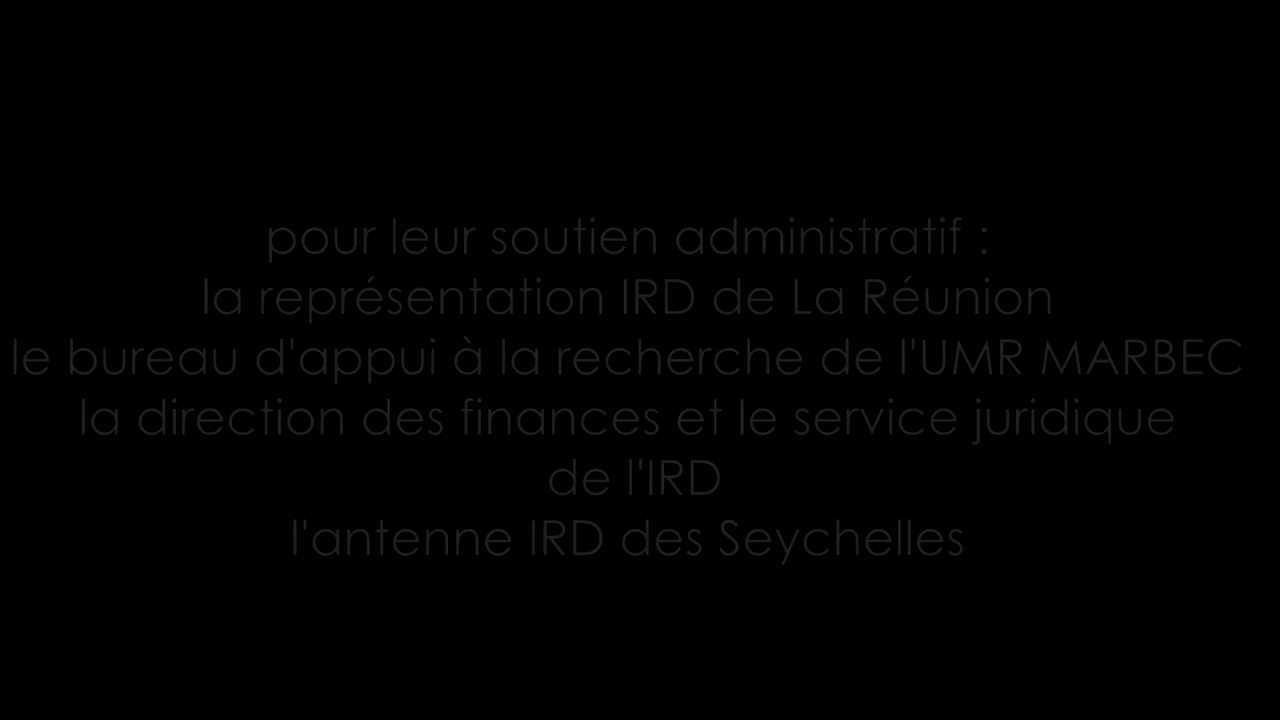 pour leur soutien administratif :
la représentation IRD de La Réunion
le bureau d'appui à la recherche de l'UMR MARBEC
la direction des finances et le service juridique
de l'IRD
l'antenne IRD des Seychelles